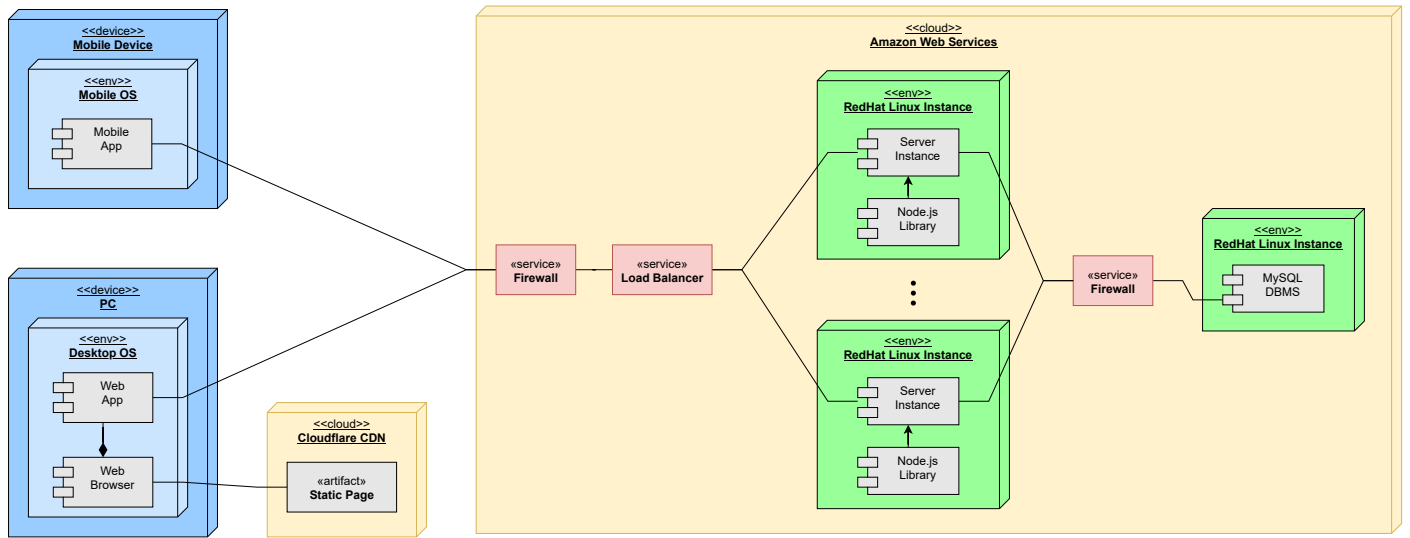 <<device>>
Mobile Device
<<env>>
Mobile OS
Mobile
App
<<device>>
PC
<<env>>
Desktop OS
Web
App
Web
Browser
<<cloud>>
Cloudflare CDN
«artifact»
Static Page
<<cloud>>
Amazon Web Services
«service»
Firewall
«service»
Load Balancer
<<env>>
RedHat Linux Instance
Server
Instance
Node.js
Library
<<env>>
RedHat Linux Instance
Server
Instance
Node.js
Library
«service»
Firewall
<<env>>
RedHat Linux Instance
MySQL
DBMS